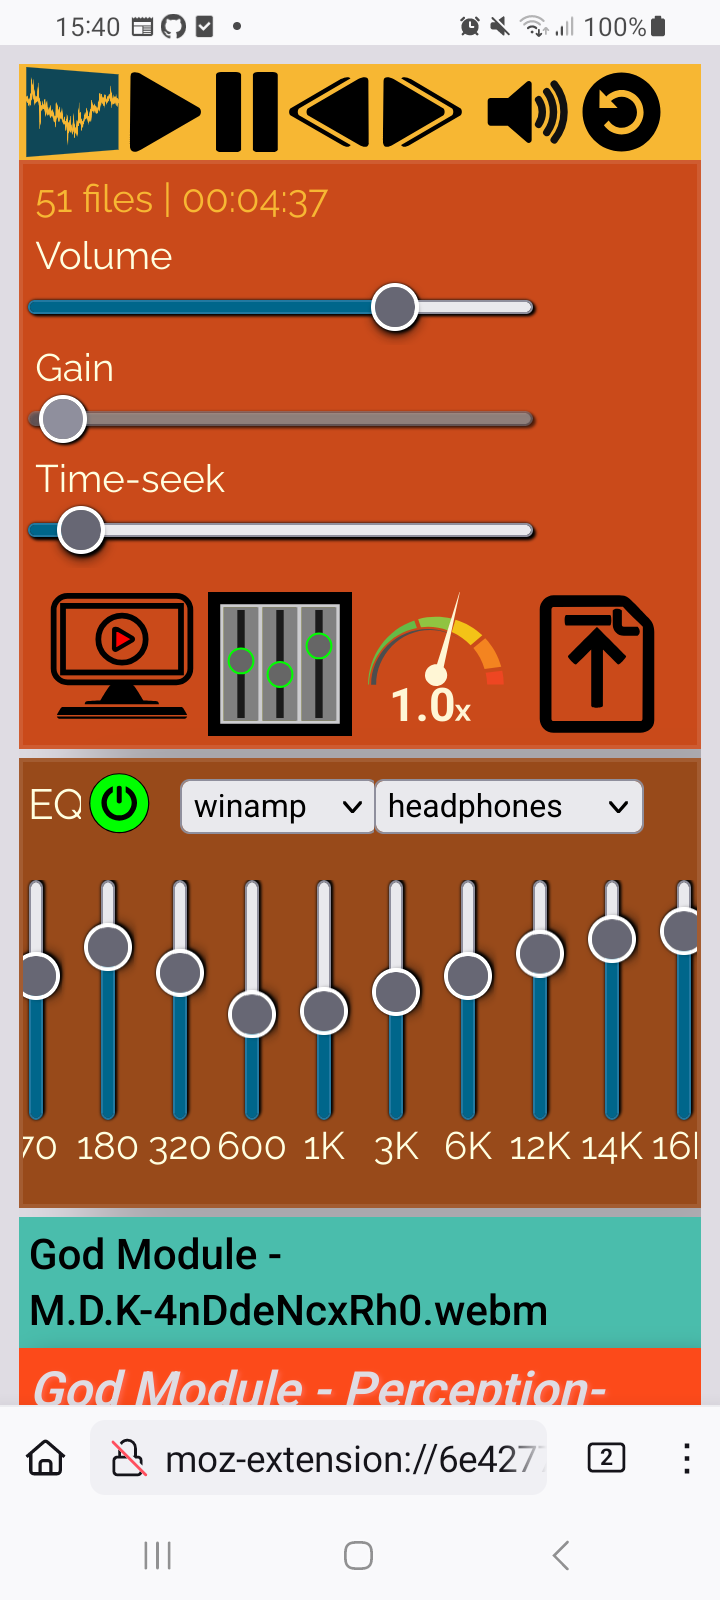 15:40
100%
51 files | 00:04:37
Volume
Gain
Time-seek
1.0x
EQ
winamp headphones
70 180 320 600 1K 3K 6K 12K 14K 16K
God Module -
M.D.K-4nDdeNcxRh0.webm
God Module - Perception-
moz-extension://6e427
2